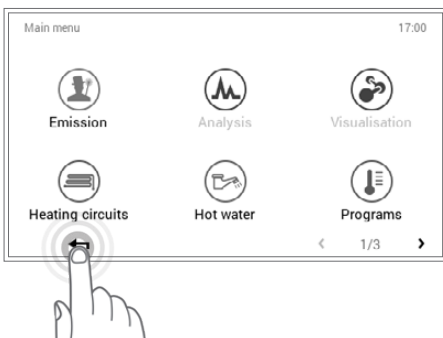 Main menu 17:00
Emission Analysis Visualisation
Heating circuits Hot water Programs
1/3